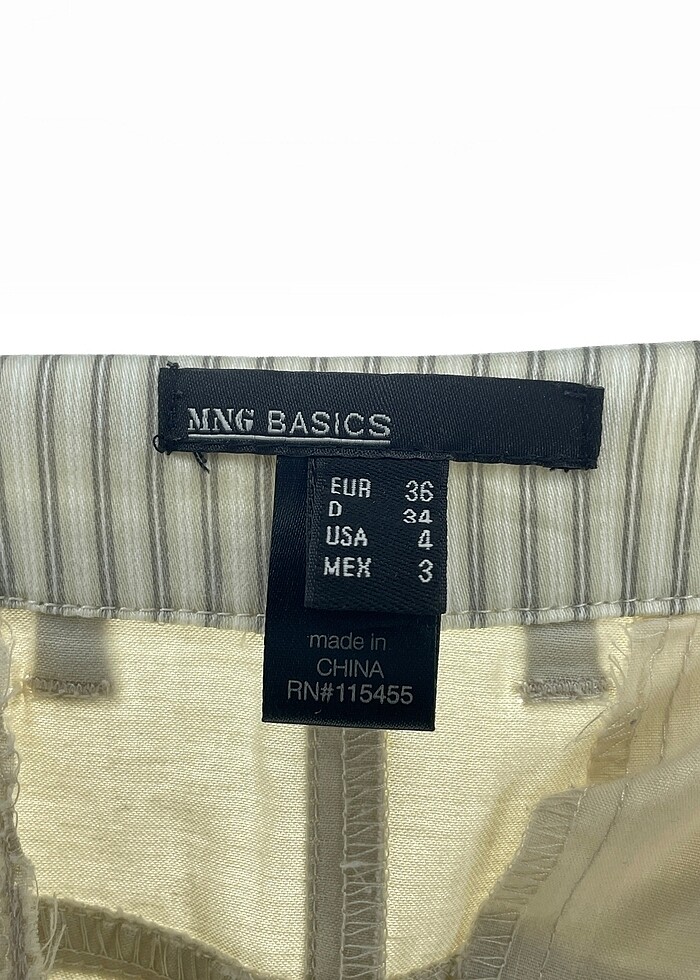 MNG BASICS
EUR 36
D 34
USA 4
MEX 3
made in
CHINA
RN#115455